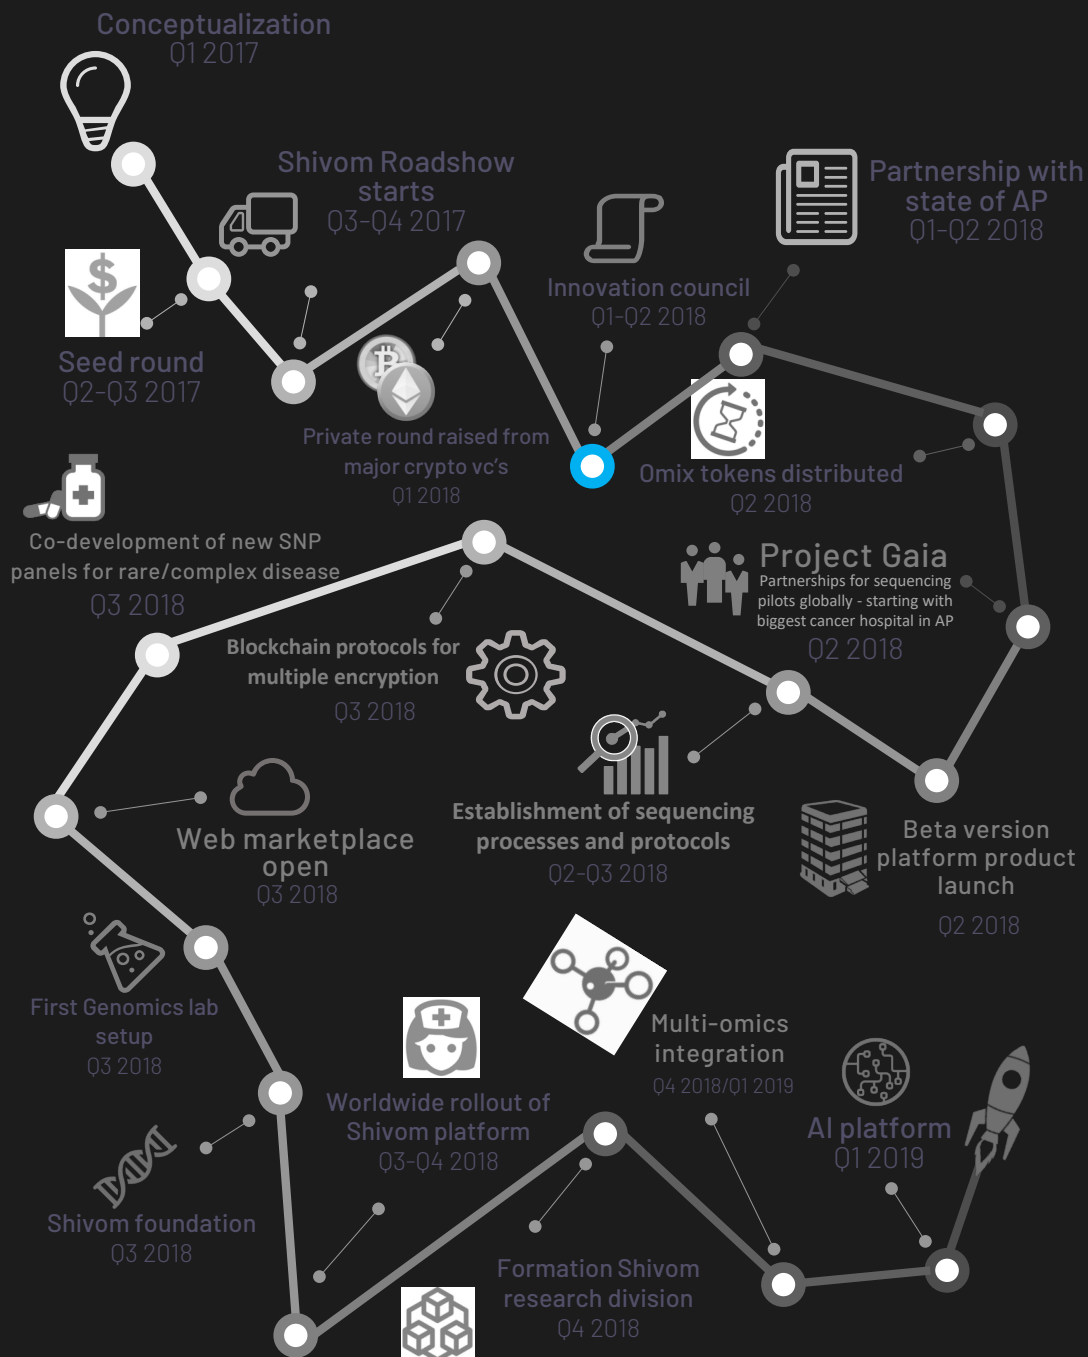 Conceptualization
Q1 2017
Shivom Roadshow
starts
Q3-Q4 2017
Partnership with
state of AP
Q1-Q2 2018
Innovation council
Q1-Q2 2018
Seed round
Q2-Q3 2017
Private round raised from
major crypto vc's
Q1 2018
Omix tokens distributed
Q2 2018
Co-development of new SNP
panels for rare/complex disease
Q3 2018
Project Gaia
Partnerships for sequencing
pilots globally - starting with
biggest cancer hospital in AP
Q2 2018
Blockchain protocols for
multiple encryption
Q3 2018
Establishment of sequencing
processes and protocols
Q2-Q3 2018
Beta version
platform product
launch
Q2 2018
Web marketplace
open
Q3 2018
First Genomics lab
setup
Q3 2018
Multi-omics
integration
Q4 2018/Q1 2019
Worldwide rollout of
Shivom platform
Q3-Q4 2018
AI platform
Q1 2019
Shivom foundation
Q3 2018
Formation Shivom
research division
Q4 2018